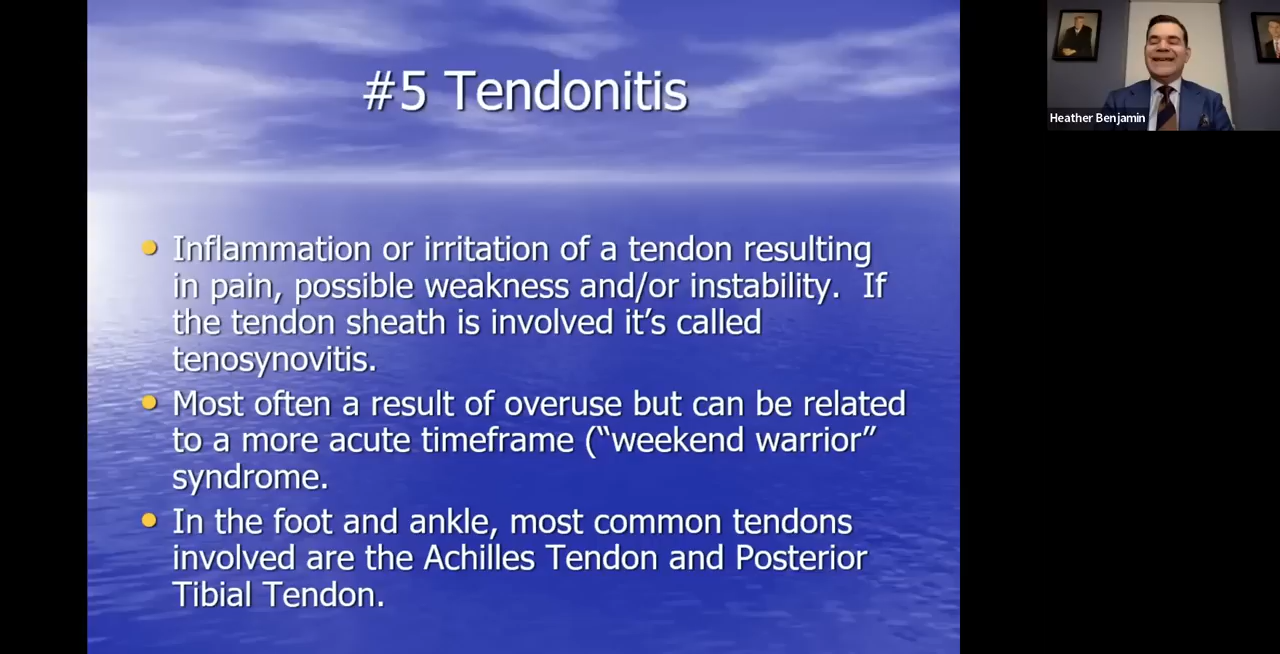 #5 Tendonitis
Inflammation or irritation of a tendon resulting
in pain, possible weakness and/or instability.  If
the tendon sheath is involved it’s called
tenosynovitis.
Most often a result of overuse but can be related
to a more acute timeframe (“weekend warrior”
syndrome.
In the foot and ankle, most common tendons
involved are the Achilles Tendon and Posterior
Tibial Tendon.
Heather Benjamin